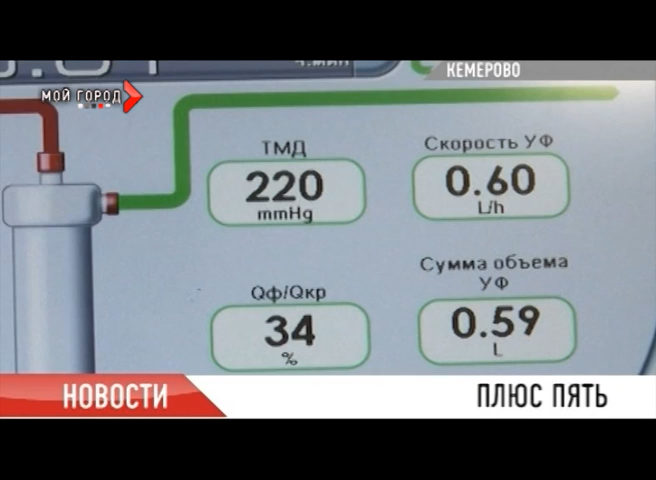 ч:мин
КЕМЕРОВО
МОЙ ГОРОД
ТМД
220
mmHg
Скорость УФ
0.60
L/h
Qф/Qкр
34
%
Сумма объема
УФ
0.59
L
НОВОСТИ
ПЛЮС ПЯТЬ